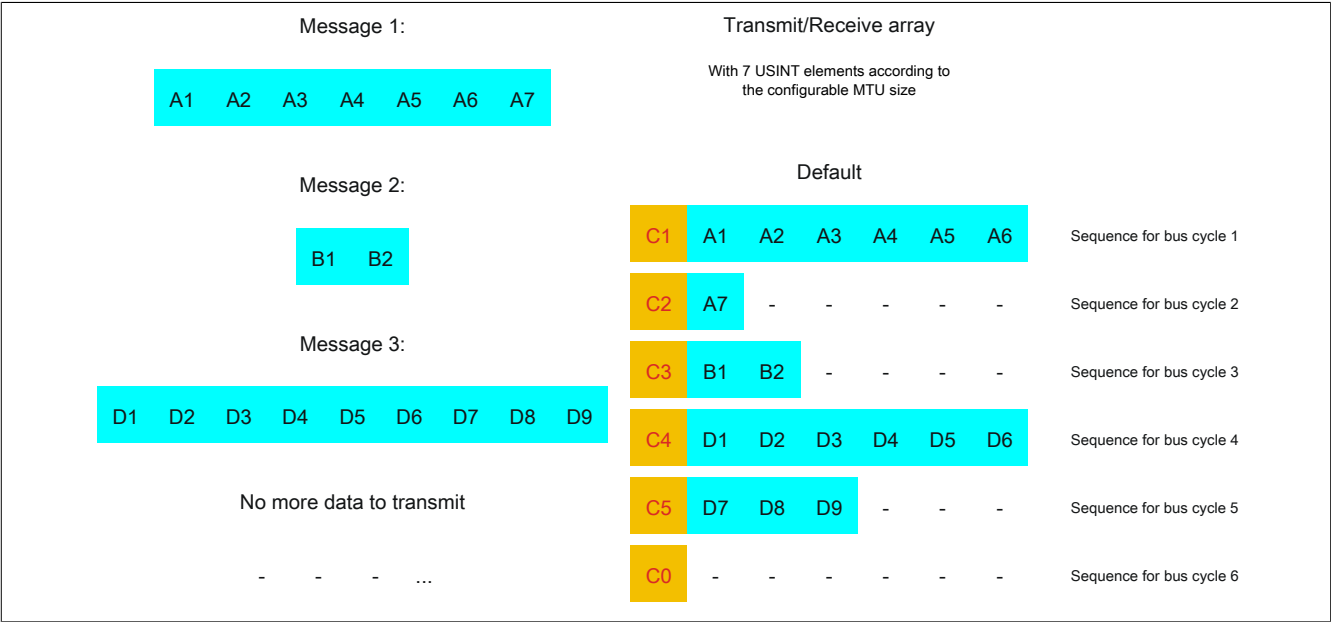 Message 1:
A1 A2 A3 A4 A5 A6 A7
Message 2:
B1 B2
Message 3:
D1 D2 D3 D4 D5 D6 D7 D8 D9
No more data to transmit
- - - ...
Transmit/Receive array
With 7 USINT elements according to
the configurable MTU size
Default
C1 A1 A2 A3 A4 A5 A6 Sequence for bus cycle 1
C2 A7 - - - - - Sequence for bus cycle 2
C3 B1 B2 - - - - Sequence for bus cycle 3
C4 D1 D2 D3 D4 D5 D6 Sequence for bus cycle 4
C5 D7 D8 D9 - - - Sequence for bus cycle 5
C0 - - - - - - Sequence for bus cycle 6